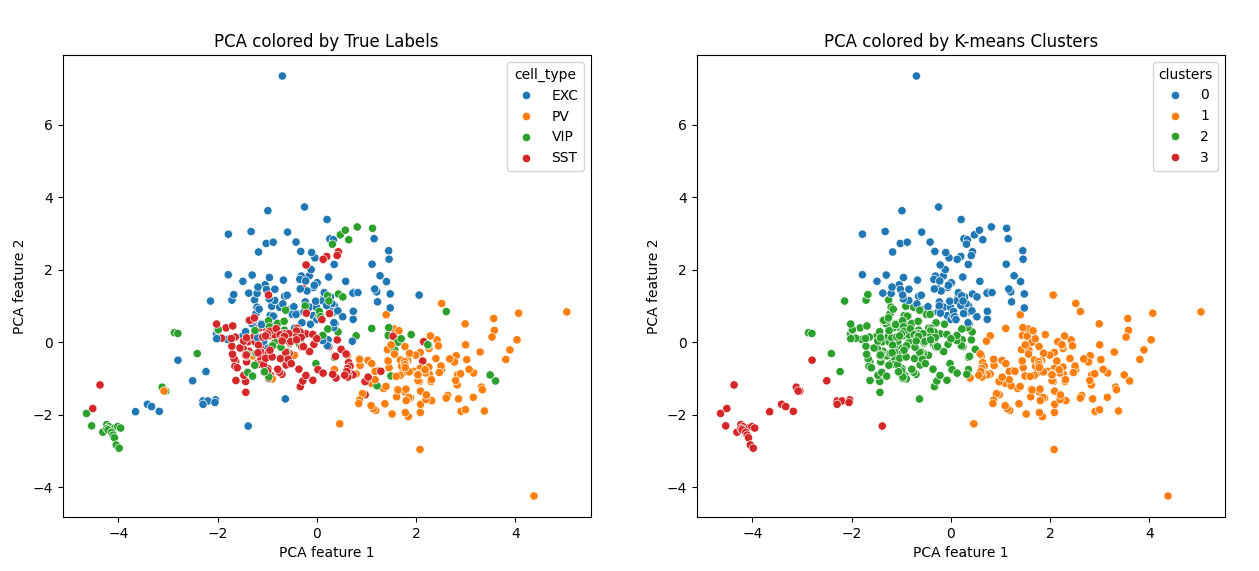 PCA colored by True Labels
cell_type
EXC
PV
VIP
SST
6
4
2
0
−2
−4
PCA feature 2
−4
−2
0
2
4
PCA feature 1
PCA colored by K-means Clusters
clusters
0
1
2
3
6
4
2
0
−2
−4
PCA feature 2
−4
−2
0
2
4
PCA feature 1